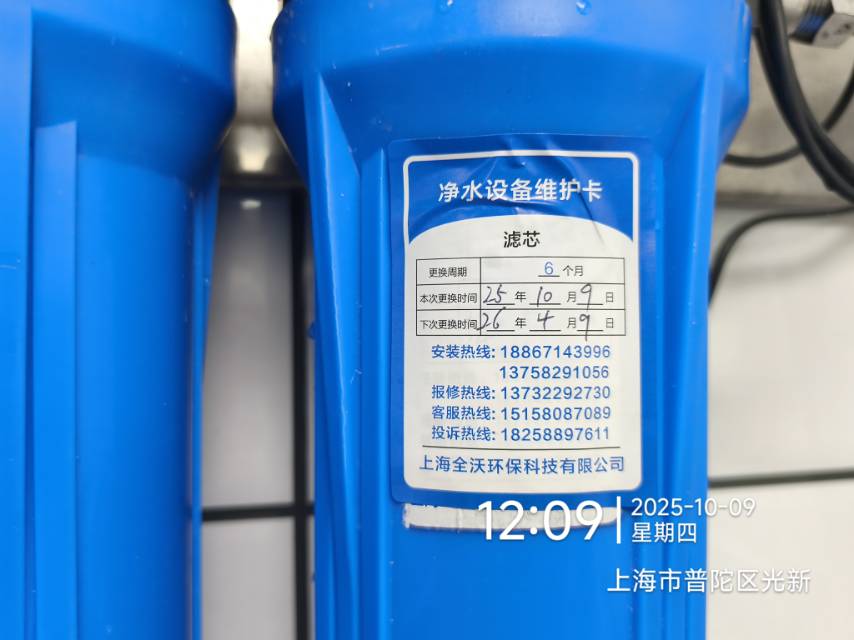 净水设备维护卡
滤芯
更换周期 6 个月
本次更换时间 25 年 10 月 9 日
下次更换时间 26 年 4 月 9 日
安装热线: 18867143996
13758291056
报修热线: 13732292730
客服热线: 15158087089
投诉热线: 18258897611
上海全沃环保科技有限公司
12:09
2025-10-09
星期四
上海市普陀区光新